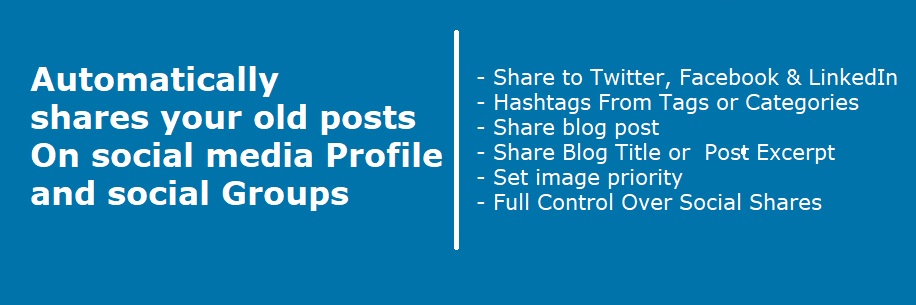 Automatically
shares your old posts
On social media Profile
and social Groups
- Share to Twitter, Facebook & LinkedIn
- Hashtags From Tags or Categories
- Share blog post
- Share Blog Title or  Post Excerpt
- Set image priority
- Full Control Over Social Shares